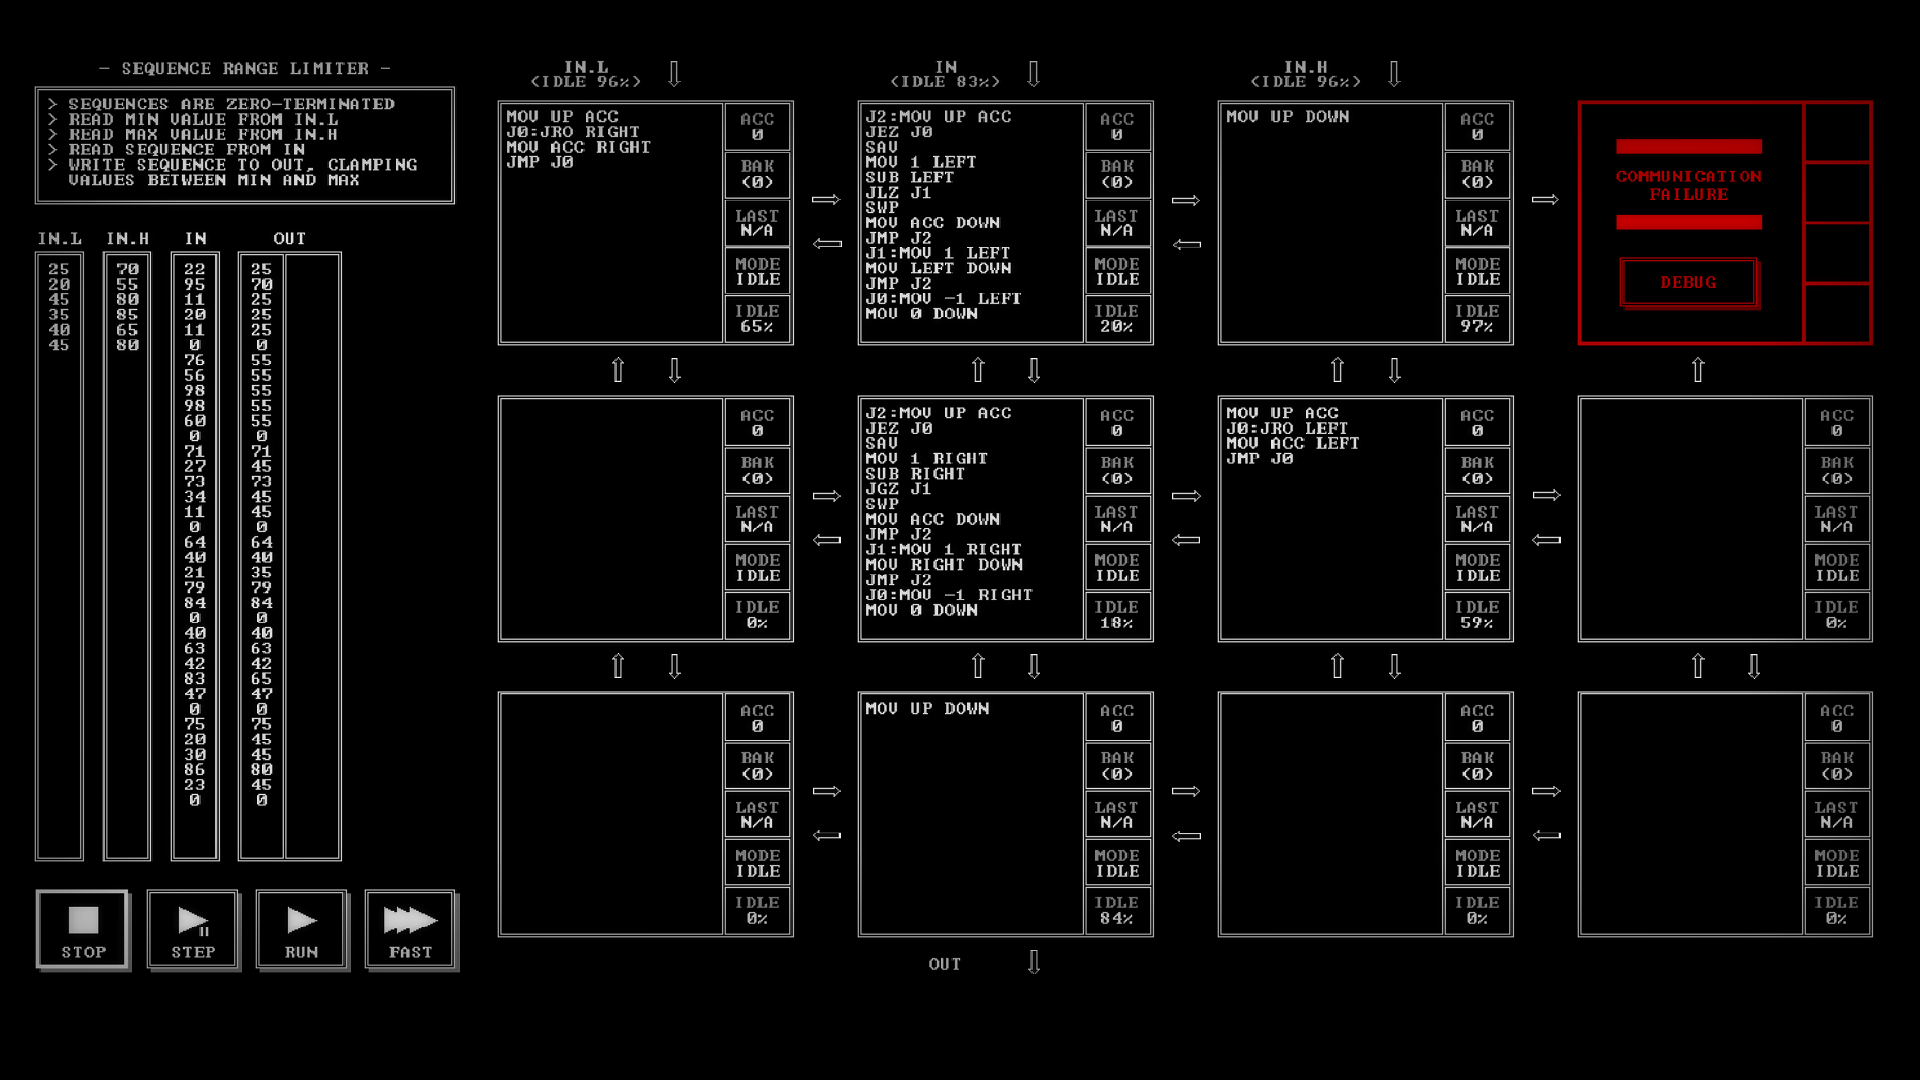 - SEQUENCE RANGE LIMITER -
> SEQUENCES ARE ZERO-TERMINATED
> READ MIN VALUE FROM IN.L
> READ MAX VALUE FROM IN.H
> READ SEQUENCE FROM IN
> WRITE SEQUENCE TO OUT, CLAMPING
VALUES BETWEEN MIN AND MAX
IN.L IN.H IN OUT
25 70 22 25
20 55 95 70
45 80 11 25
35 85 20 25
40 65 11 25
45 80 0 0
76 55
56 55
98 55
98 55
60 55
0 0
71 71
27 45
73 73
34 45
11 45
0 0
64 64
40 40
21 35
79 79
84 84
0 0
40 40
63 63
42 42
83 65
47 47
0 0
75 75
20 45
30 45
86 80
23 45
0 0
STOP
STEP
RUN
FAST
IN.L
<IDLE 96%>
IN
<IDLE 83%>
IN.H
<IDLE 96%>
MOV UP ACC
J0:JRO RIGHT
MOV ACC RIGHT
JMP J0
ACC
0
BAK
(0)
LAST
N/A
MODE
IDLE
IDLE
65%
J2:MOV UP ACC
JEZ J0
SAV
MOV 1 LEFT
SUB LEFT
JLZ J1
SWP
MOV ACC DOWN
JMP J2
J1:MOV 1 LEFT
MOV LEFT DOWN
JMP J2
J0:MOV -1 LEFT
MOV 0 DOWN
ACC
0
BAK
(0)
LAST
N/A
MODE
IDLE
IDLE
20%
MOV UP DOWN
ACC
0
BAK
(0)
LAST
N/A
MODE
IDLE
IDLE
97%
COMMUNICATION
FAILURE
DEBUG
ACC
0
BAK
(0)
LAST
N/A
MODE
IDLE
IDLE
0%
J2:MOV UP ACC
JEZ J0
SAV
MOV 1 RIGHT
SUB RIGHT
JGZ J1
SWP
MOV ACC DOWN
JMP J2
J1:MOV 1 RIGHT
MOV RIGHT DOWN
JMP J2
J0:MOV -1 RIGHT
MOV 0 DOWN
ACC
0
BAK
(0)
LAST
N/A
MODE
IDLE
IDLE
18%
MOV UP ACC
J0:JRO LEFT
MOV ACC LEFT
JMP J0
ACC
0
BAK
(0)
LAST
N/A
MODE
IDLE
IDLE
59%
ACC
0
BAK
(0)
LAST
N/A
MODE
IDLE
IDLE
0%
ACC
0
BAK
(0)
LAST
N/A
MODE
IDLE
IDLE
0%
MOV UP DOWN
ACC
0
BAK
(0)
LAST
N/A
MODE
IDLE
IDLE
84%
ACC
0
BAK
(0)
LAST
N/A
MODE
IDLE
IDLE
0%
ACC
0
BAK
(0)
LAST
N/A
MODE
IDLE
IDLE
0%
OUT